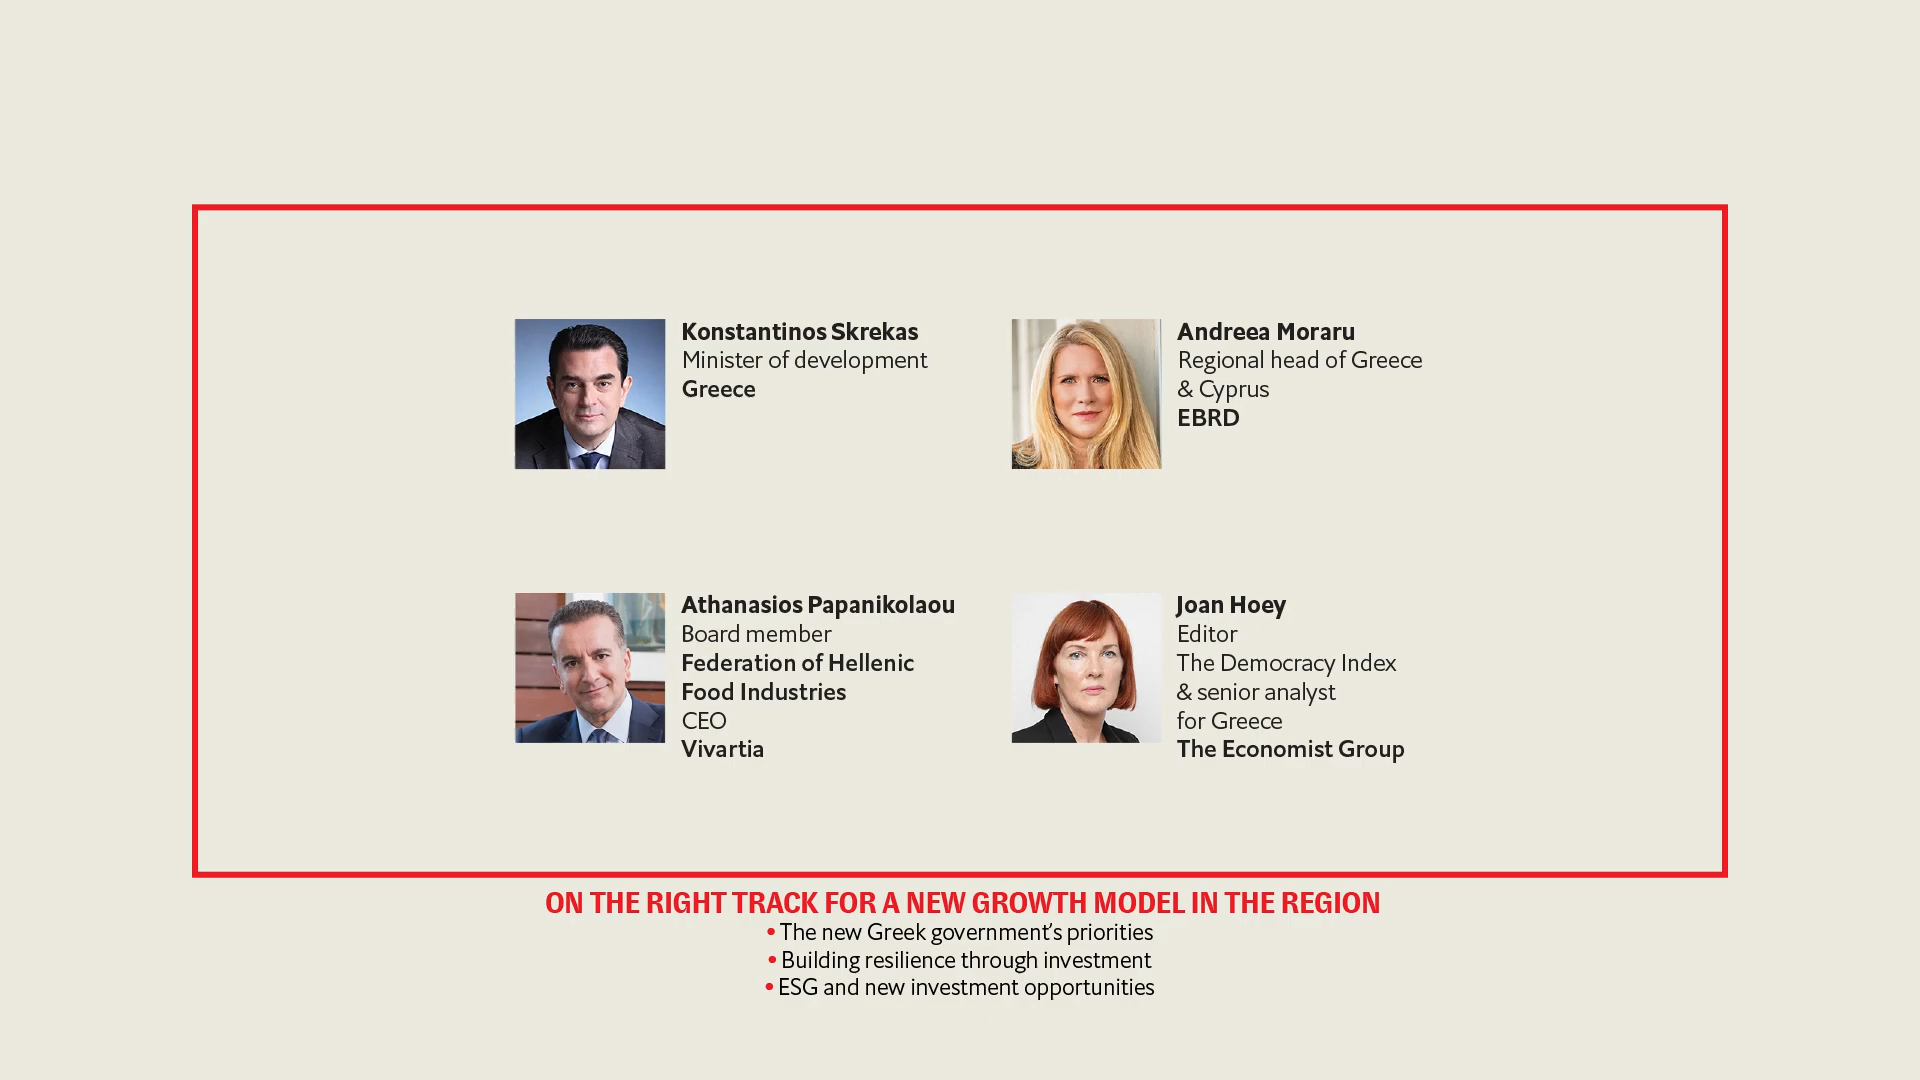 Konstantinos Skrekas
Minister of development
Greece
Andreea Moraru
Regional head of Greece
& Cyprus
EBRD
Athanasios Papanikolaou
Board member
Federation of Hellenic
Food Industries
CEO
Vivartia
Joan Hoey
Editor
The Democracy Index
& senior analyst
for Greece
The Economist Group
ON THE RIGHT TRACK FOR A NEW GROWTH MODEL IN THE REGION
• The new Greek government's priorities
• Building resilience through investment
• ESG and new investment opportunities